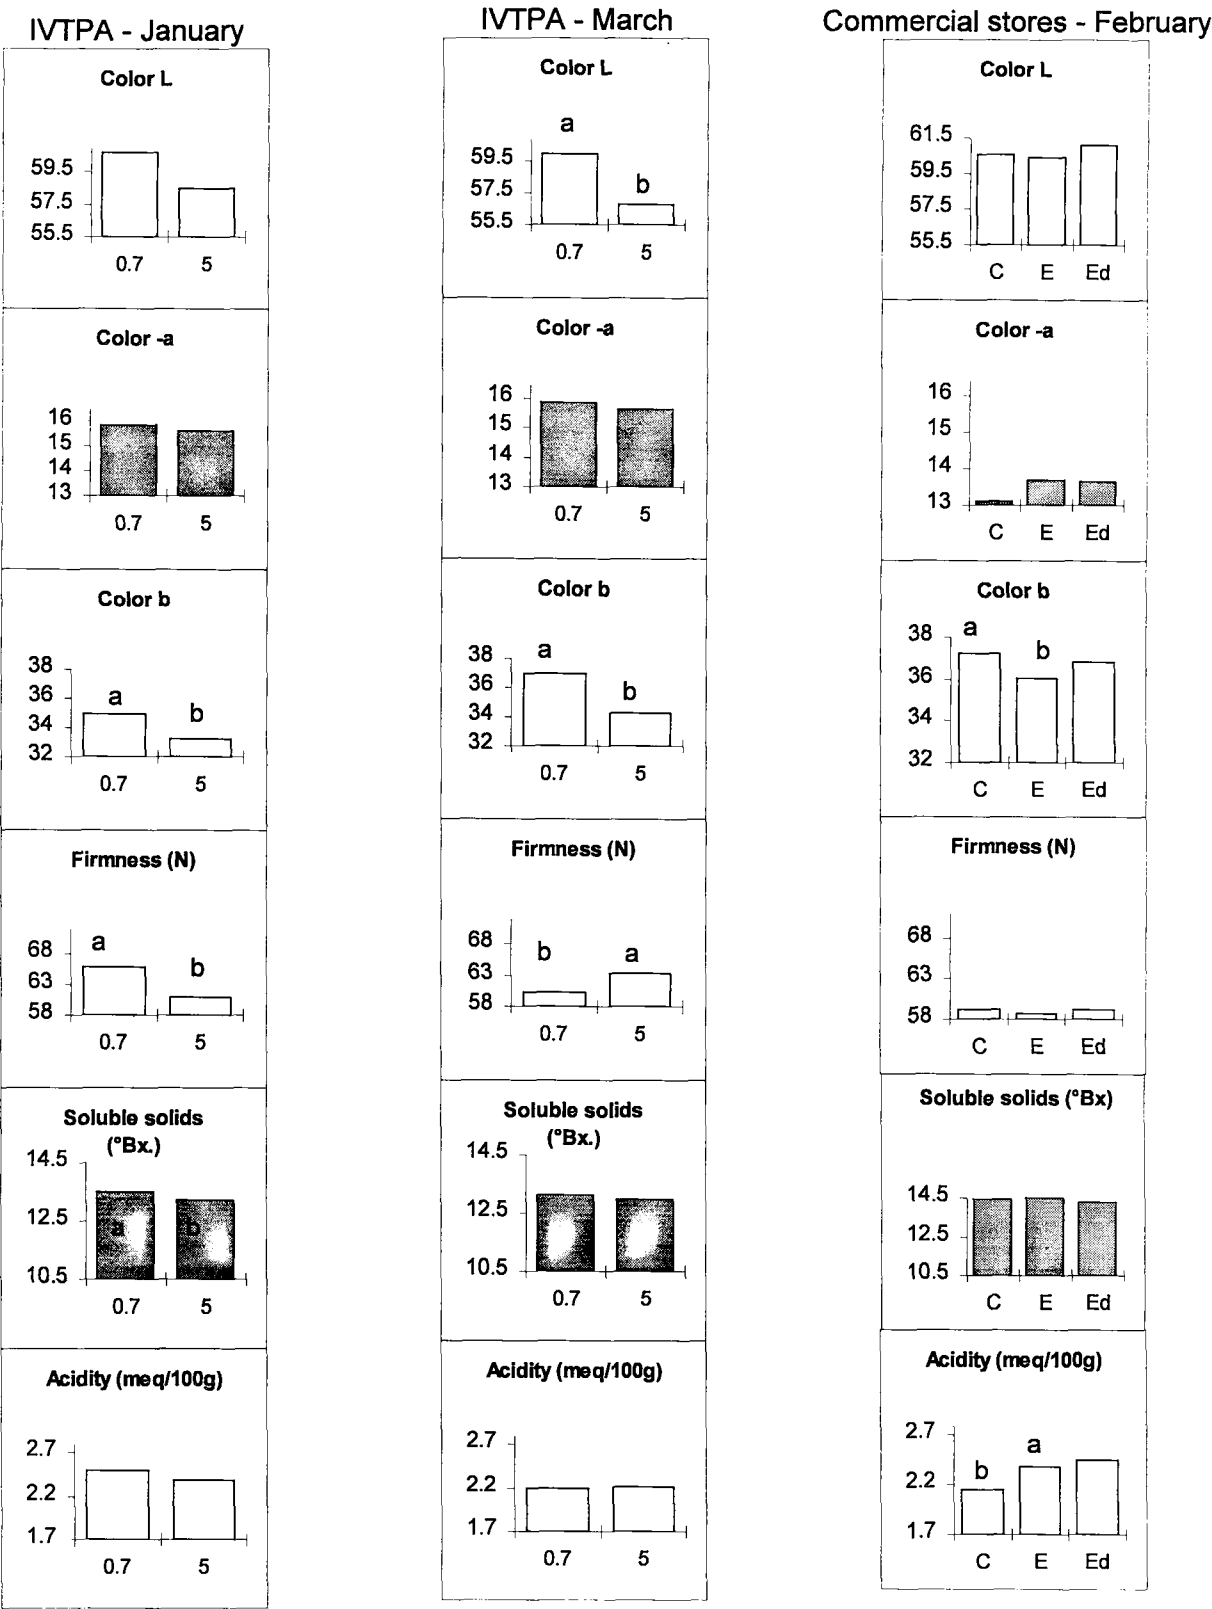 IVTPA - January
Color L
59.5
57.5
55.5
0.7 5
Color -a
16
15
14
13
0.7 5
Color b
38
36
34
32
a
b
0.7 5
Firmness (N)
68
63
58
a
b
0.7 5
Soluble solids
(°Bx.)
14.5
12.5
10.5
a b
0.7 5
Acidity (meq/100g)
2.7
2.2
1.7
0.7 5
IVTPA - March
Color L
a
59.5
57.5
55.5
b
0.7 5
Color -a
16
15
14
13
0.7 5
Color b
38
36
34
32
a
b
0.7 5
Firmness (N)
68
63
58
b a
0.7 5
Soluble solids
(°Bx.)
14.5
12.5
10.5
0.7 5
Acidity (meq/100g)
2.7
2.2
1.7
0.7 5
Commercial stores - February
Color L
61.5
59.5
57.5
55.5
C E Ed
Color -a
16
15
14
13
C E Ed
Color b
38
36
34
32
a
b
C E Ed
Firmness (N)
68
63
58
C E Ed
Soluble solids (°Bx)
14.5
12.5
10.5
C E Ed
Acidity (meq/100g)
2.7
2.2
1.7
b
a
C E Ed